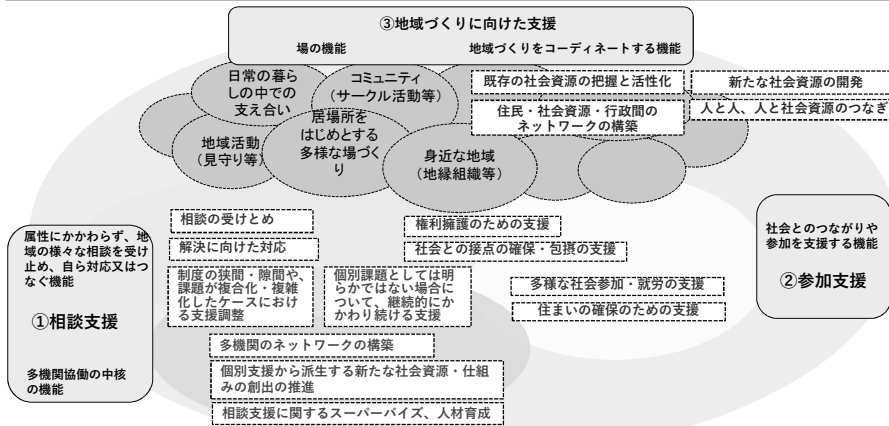 ③地域づくりに向けた支援
場の機能
地域づくりをコーディネートする機能
日常の暮ら
しの中での
支え合い
コミュニティ
（サークル活動等）
既存の社会資源の把握と活性化
新たな社会資源の開発
住民・社会資源・行政間の
ネットワークの構築
人と人、人と社会資源のつなぎ
地域活動
（見守り等）
居場所を
はじめとする
多様な場づく
り
身近な地域
（地縁組織等）
属性にかかわらず、地
域の様々な相談を受け
止め、自ら対応又はつ
なぐ機能
①相談支援
多機関協働の中核
の機能
相談の受けとめ
解決に向けた対応
制度の狭間・隙間や、
課題が複合化・複雑
化したケースにおけ
る支援調整
権利擁護のための支援
社会との接点の確保・包摂の支援
個別課題としては明
らかではない場合に
ついて、継続的にか
かわり続ける支援
多様な社会参加・就労の支援
住まいの確保のための支援
社会とのつながりや
参加を支援する機能
②参加支援
多機関のネットワークの構築
個別支援から派生する新たな社会資源・仕組
みの創出の推進
相談支援に関するスーパーバイズ、人材育成